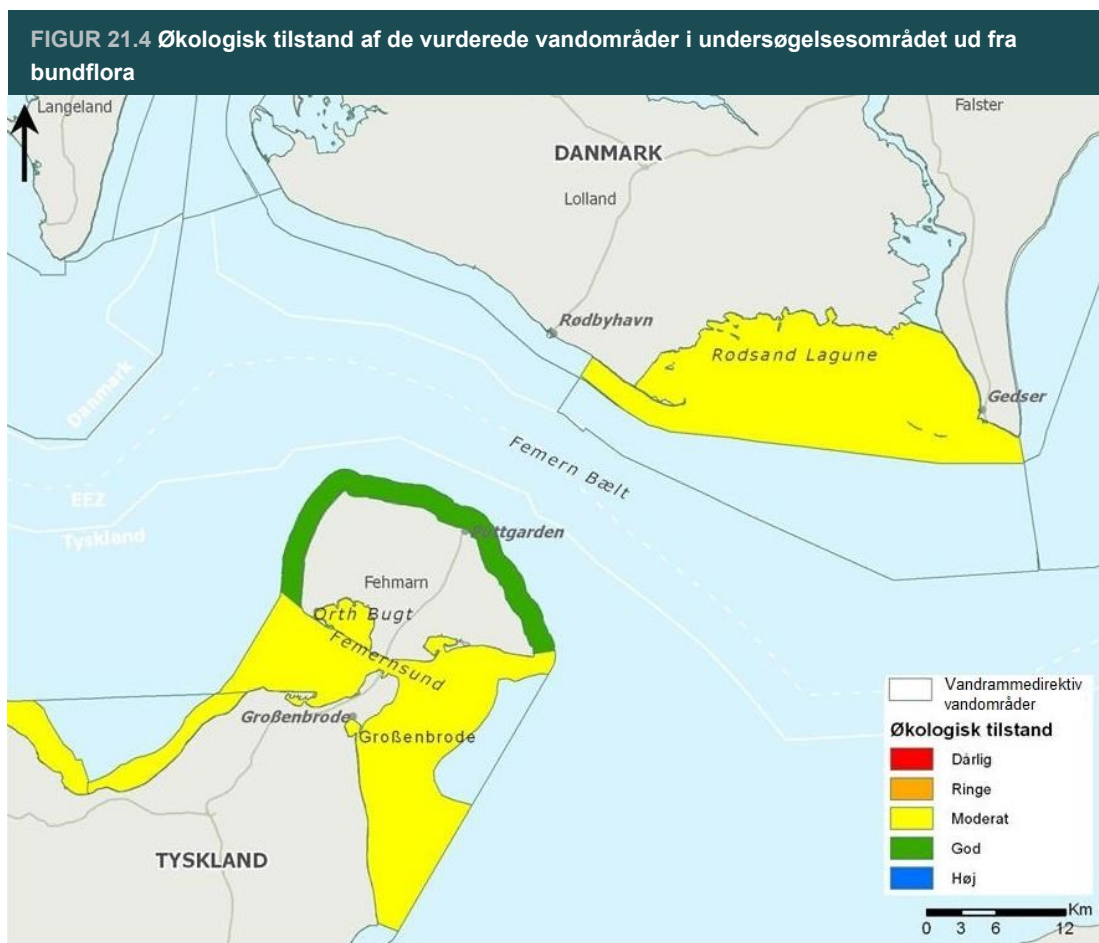 FIGUR 21.4 Økologisk tilstand af de vurderede vandområder i undersøgelsesområdet ud fra
bundflora
Langeland
Falster
DANMARK
Lolland
Rødbyhavn
Rodsand Lagune
Gedser
Danmark
Femern Bælt
EEZ
Tyskland
Puttgarden
Fehmarn
Orth Bugt
Femernsund
Großenbrode
Großenbrode
TYSKLAND
Vandrammedirektiv
vandområder
Økologisk tilstand
Dårlig
Ringe
Moderat
God
Høj
Km
0 3 6 12